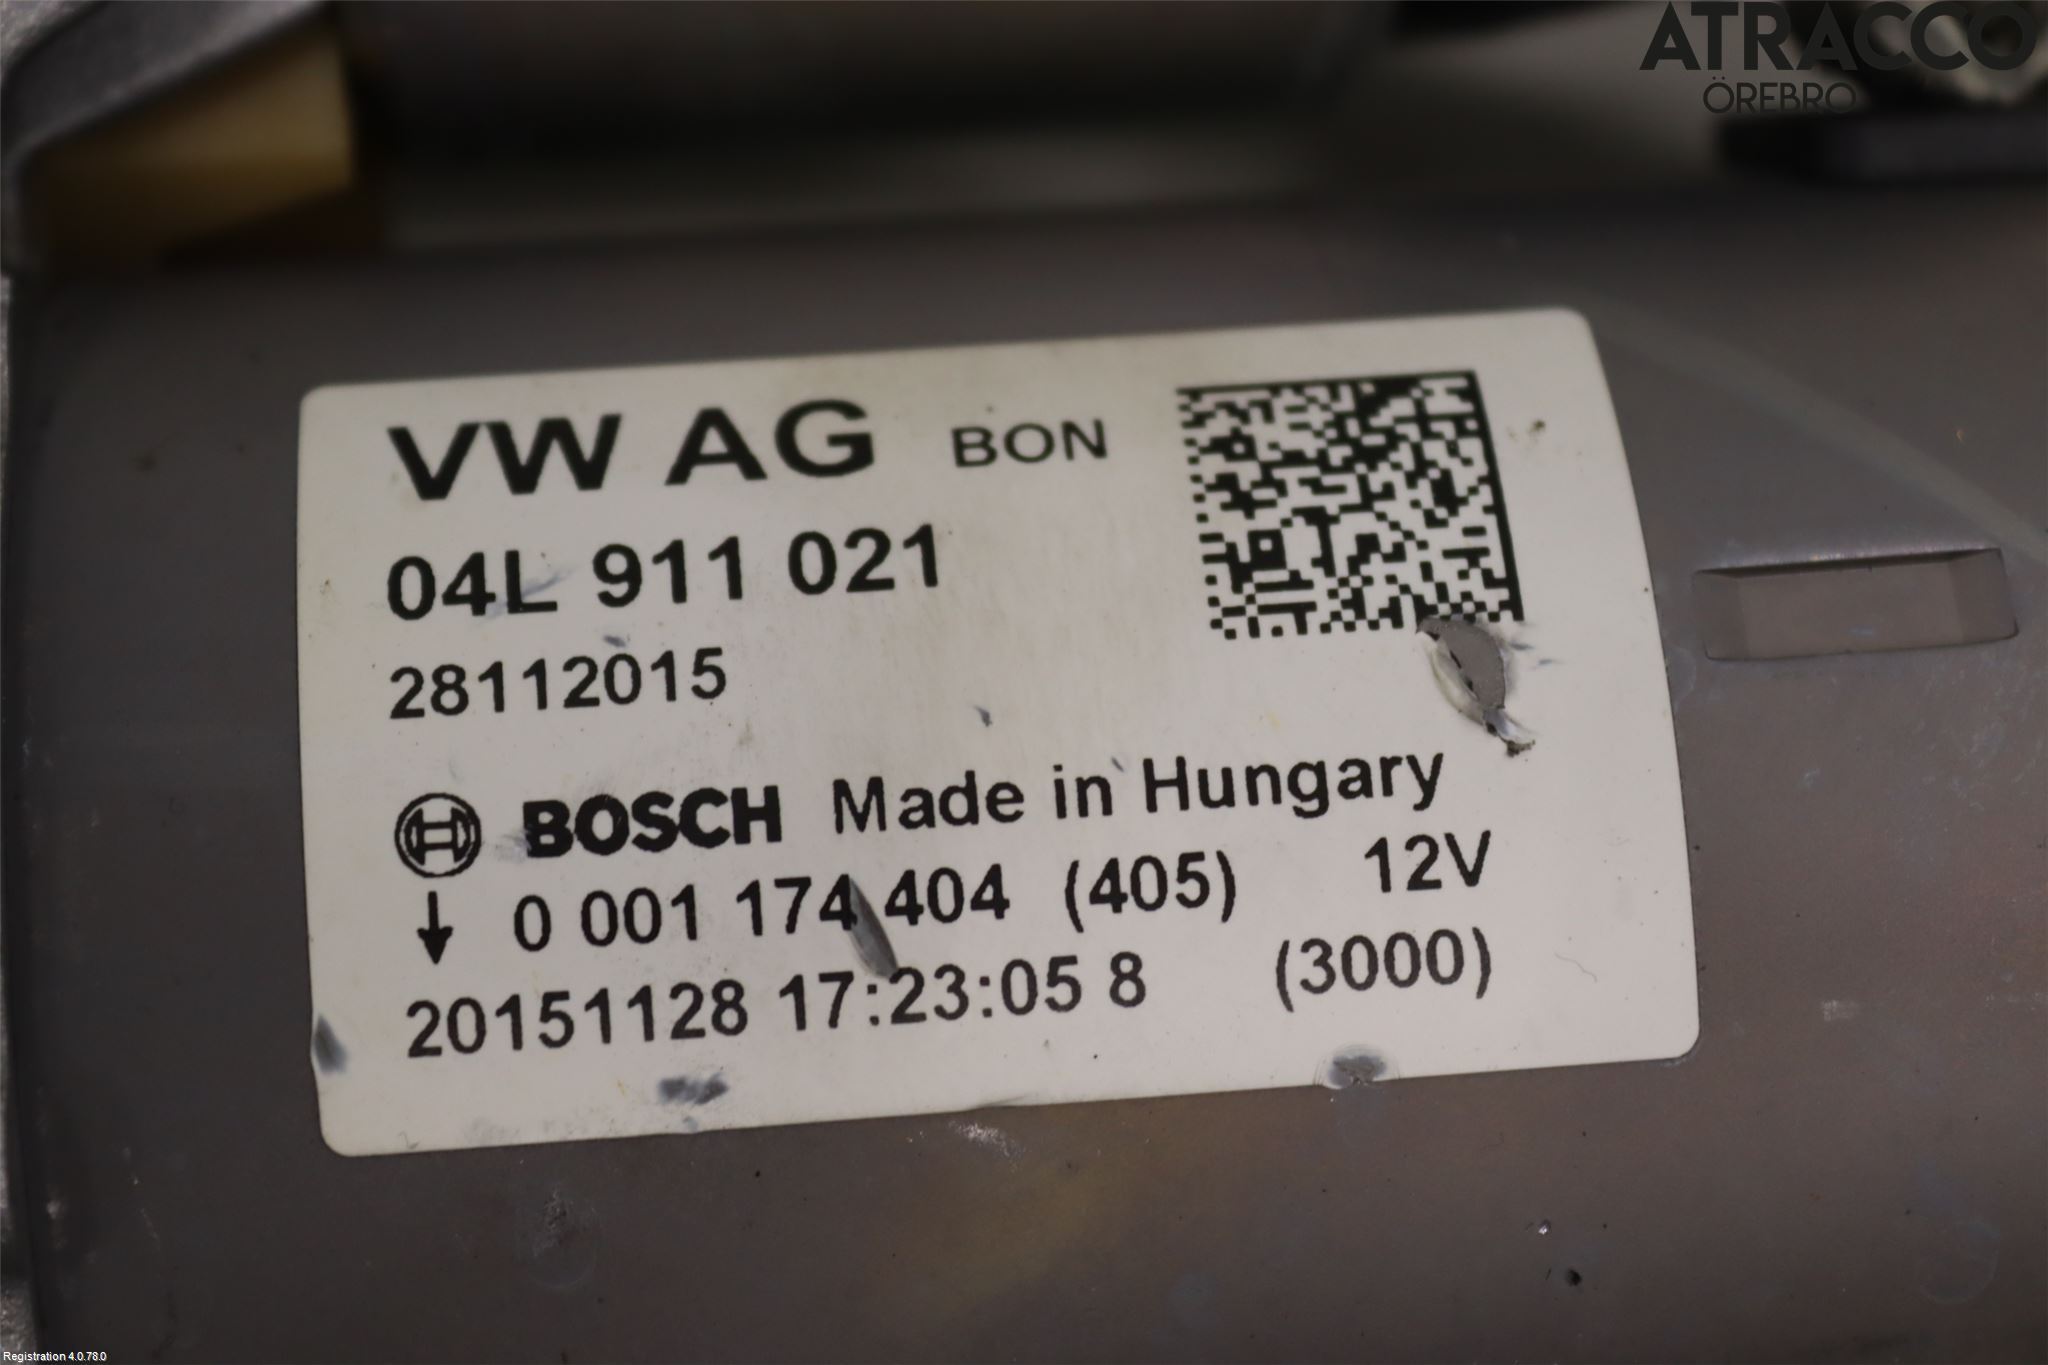 ATRACCO
ÖREBRO
VW AG BON
04L 911 021
28112015
BOSCH Made in Hungary
↓ 0 001 174 404 (405) 12V
20151128 17:23:05 8 (3000)
Registration 4.0.78.0